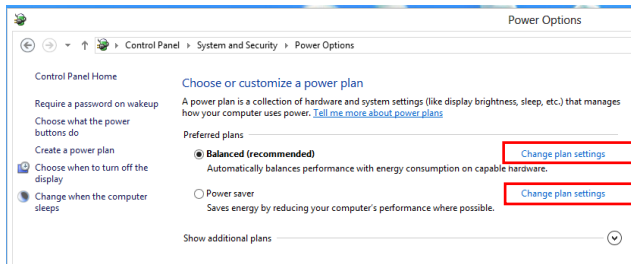 Power Options
Control Panel ▸ System and Security ▸ Power Options
Control Panel Home
Require a password on wakeup
Choose what the power
buttons do
Create a power plan
Choose when to turn off the
display
Change when the computer
sleeps
Choose or customize a power plan
A power plan is a collection of hardware and system settings (like display brightness, sleep, etc.) that manages
how your computer uses power. Tell me more about power plans
Preferred plans
Balanced (recommended) Change plan settings
Automatically balances performance with energy consumption on capable hardware.
Power saver Change plan settings
Saves energy by reducing your computer's performance where possible.
Show additional plans